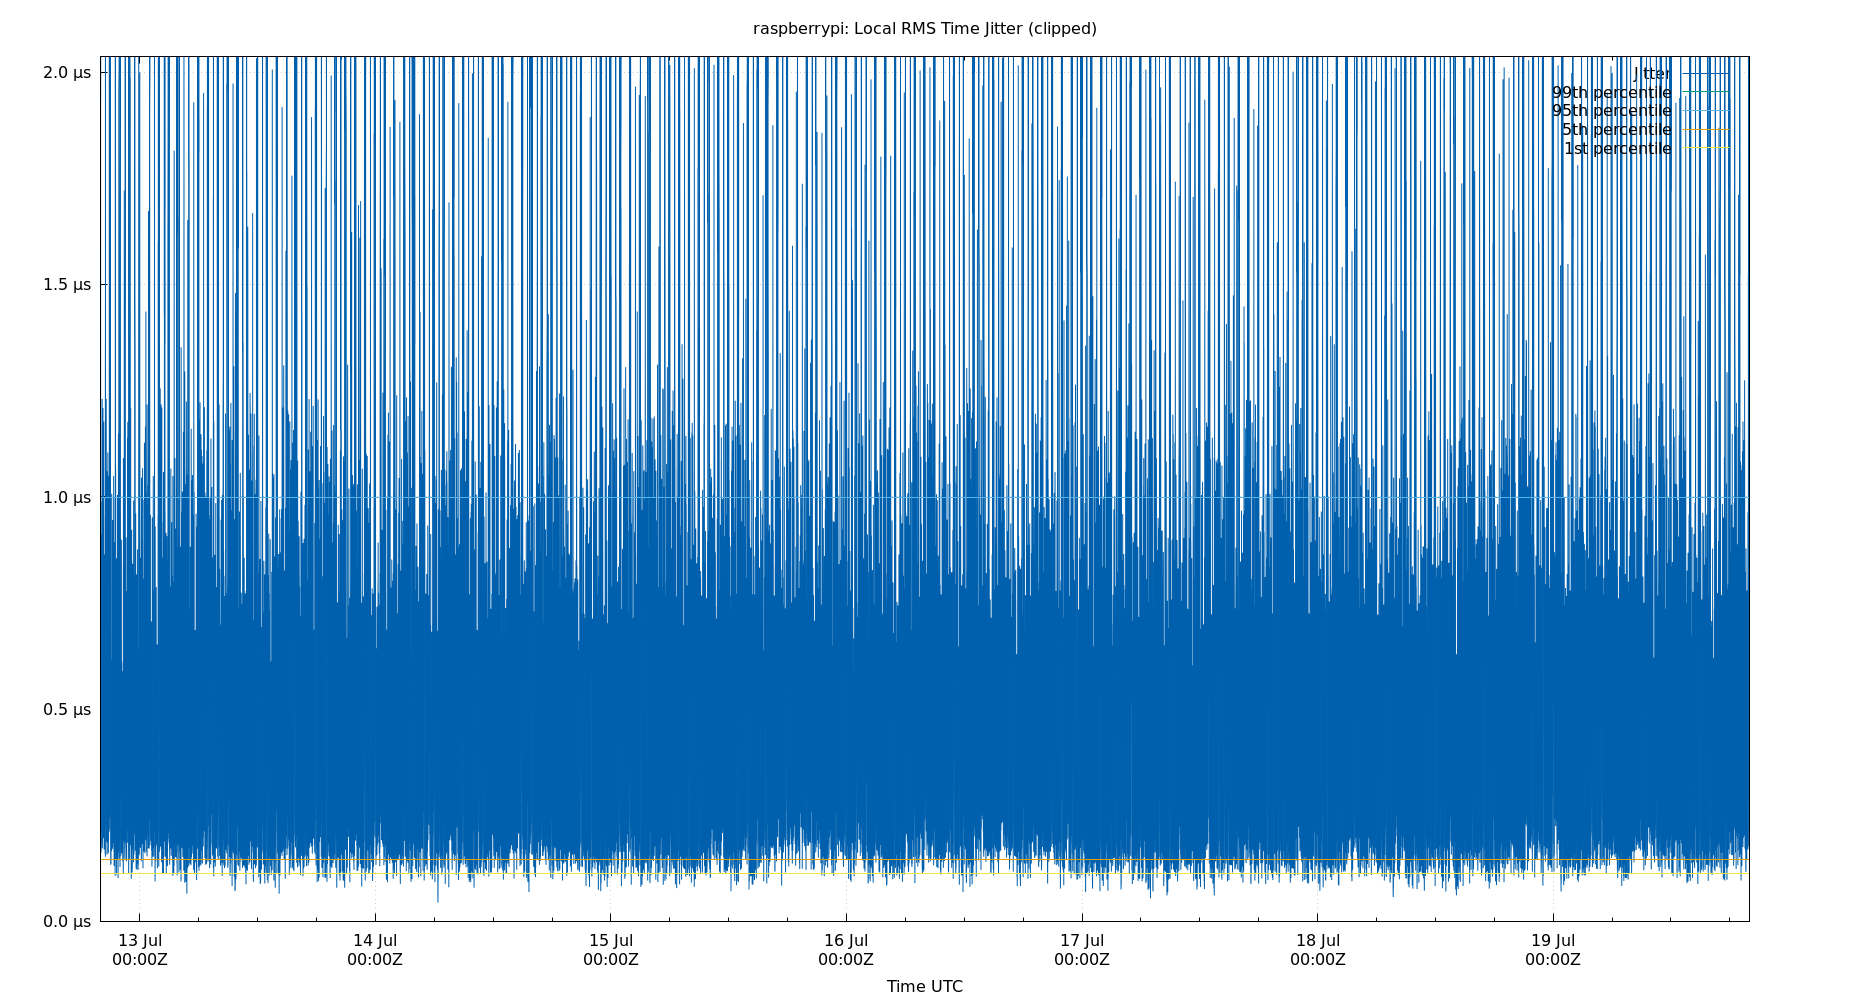 raspberrypi: Local RMS Time Jitter (clipped)
2.0 μs
1.5 μs
1.0 μs
0.5 μs
0.0 μs
Jitter
99th percentile
95th percentile
5th percentile
1st percentile
13 Jul
00:00Z
14 Jul
00:00Z
15 Jul
00:00Z
16 Jul
00:00Z
17 Jul
00:00Z
18 Jul
00:00Z
19 Jul
00:00Z
Time UTC